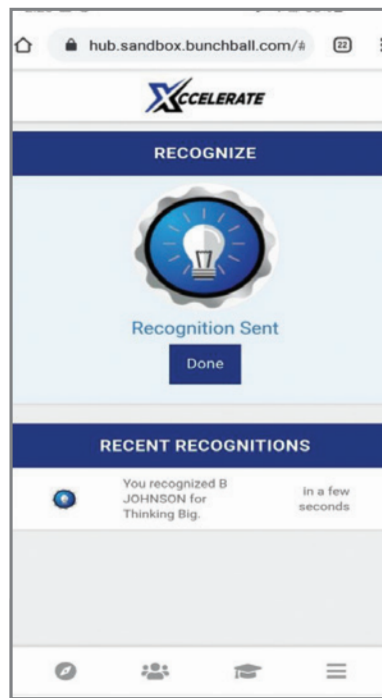 hub.sandbox.bunchball.com/#
22
XCCELERATE
RECOGNIZE
Recognition Sent
Done
RECENT RECOGNITIONS
You recognized B
JOHNSON for
Thinking Big.
in a few
seconds